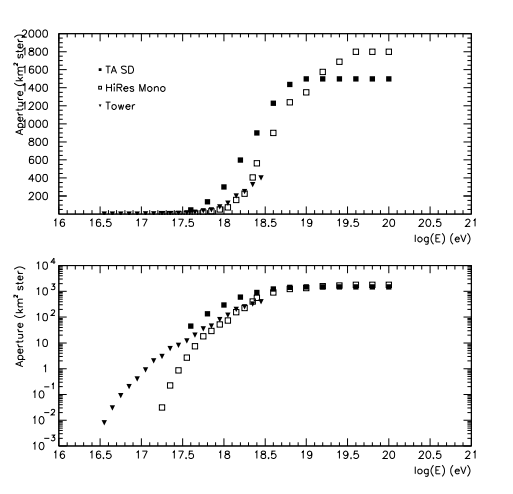 2000
1800
1600
1400
1200
1000
800
600
400
200
Aperture (km² ster)
TA SD
HiRes Mono
Tower
16 16.5 17 17.5 18 18.5 19 19.5 20 20.5 21
log(E) (eV)
10⁴
10³
10²
10
1
10⁻¹
10⁻²
10⁻³
Aperture (km² ster)
16 16.5 17 17.5 18 18.5 19 19.5 20 20.5 21
log(E) (eV)